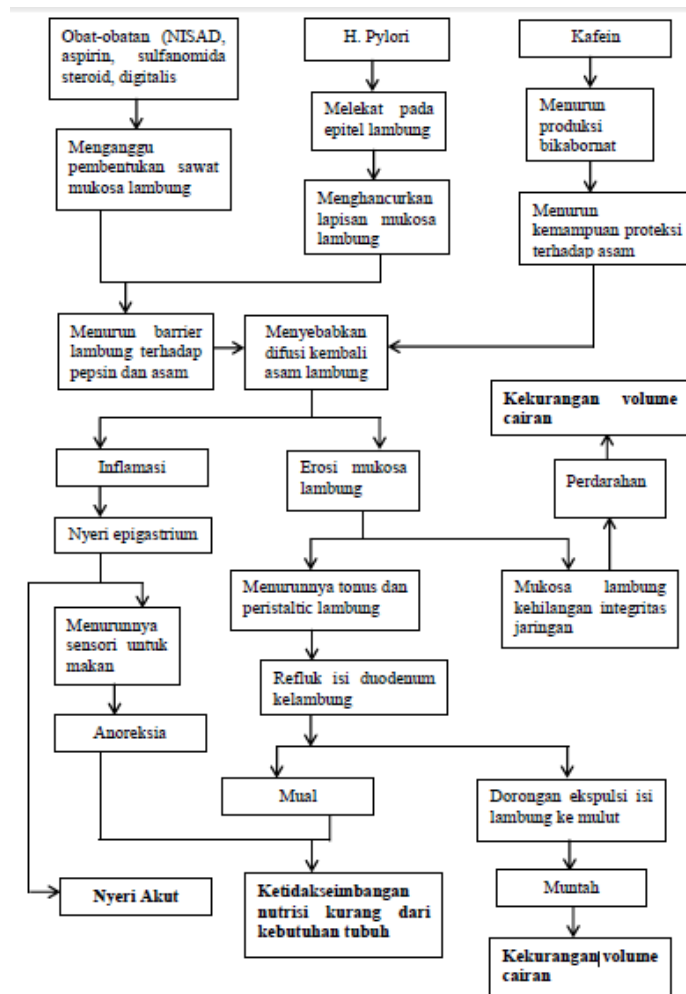 Obat-obatan (NISAD,
aspirin, sulfanomida
steroid, digitalis
H. Pylori
Kafein
Melekat pada
epitel lambung
Menurun
produksi
bikabornat
Menganggu
pembentukan sawat
mukosa lambung
Menghancurkan
lapisan mukosa
lambung
Menurun
kemampuan proteksi
terhadap asam
Menurun barrier
lambung terhadap
pepsin dan asam
Menyebabkan
difusi kembali
asam lambung
Kekurangan volume
cairan
Inflamasi
Erosi mukosa
lambung
Perdarahan
Nyeri epigastrium
Menurunnya tonus dan
peristaltic lambung
Mukosa lambung
kehilangan integritas
jaringan
Menurunnya
sensori untuk
makan
Refluk isi duodenum
kelambung
Anoreksia
Mual
Dorongan ekspulsi isi
lambung ke mulut
Nyeri Akut
Ketidakseimbangan
nutrisi kurang dari
kebutuhan tubuh
Muntah
Kekurangan volume
cairan